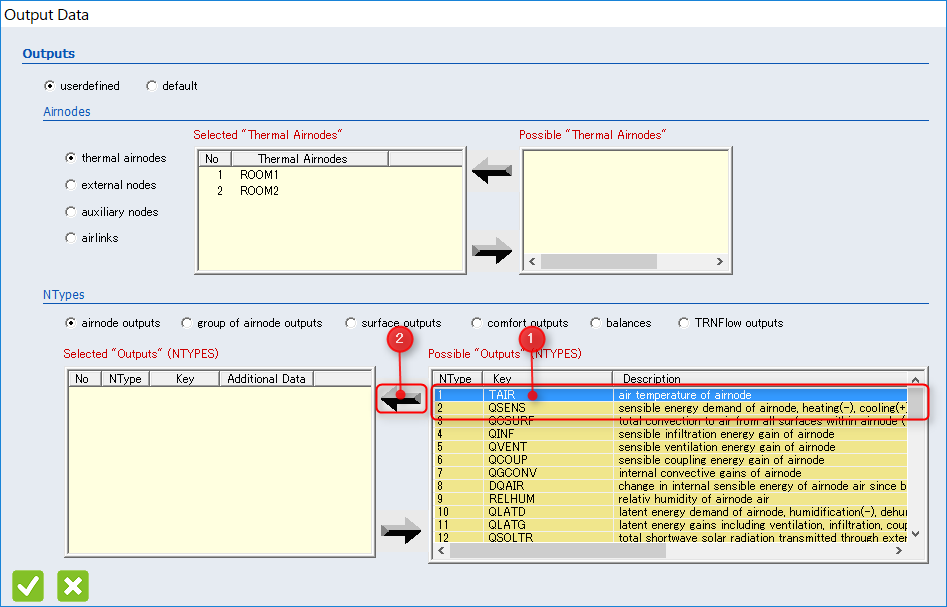 Output Data
Outputs
userdefined default
Airnodes
Selected "Thermal Airnodes" Possible "Thermal Airnodes"
thermal airnodes
external nodes
auxiliary nodes
airlinks
No Thermal Airnodes
1 ROOM1
2 ROOM2
NTypes
airnode outputs group of airnode outputs surface outputs comfort outputs balances TRNFlow outputs
2 1
Selected "Outputs" (NTYPES) Possible "Outputs" (NTYPES)
No NType Key Additional Data
NType Key Description
1 TAIR air temperature of airnode
2 QSENS sensible energy demand of airnode, heating(-), cooling(+
3 QCSURF total convection to air from all surfaces within airnode (
4 QINF sensible infiltration energy gain of airnode
5 QVENT sensible ventilation energy gain of airnode
6 QCOUP sensible coupling energy gain of airnode
7 QGCONV internal convective gains of airnode
8 DQAIR change in internal sensible energy of airnode air since b
9 RELHUM relativ humidity of airnode air
10 QLATD latent energy demand of airnode, humidification(-), dehu
11 QLATG latent energy gains including ventilation, infiltration, coup
12 QSOLTR total shortwave solar radiation transmitted through exter